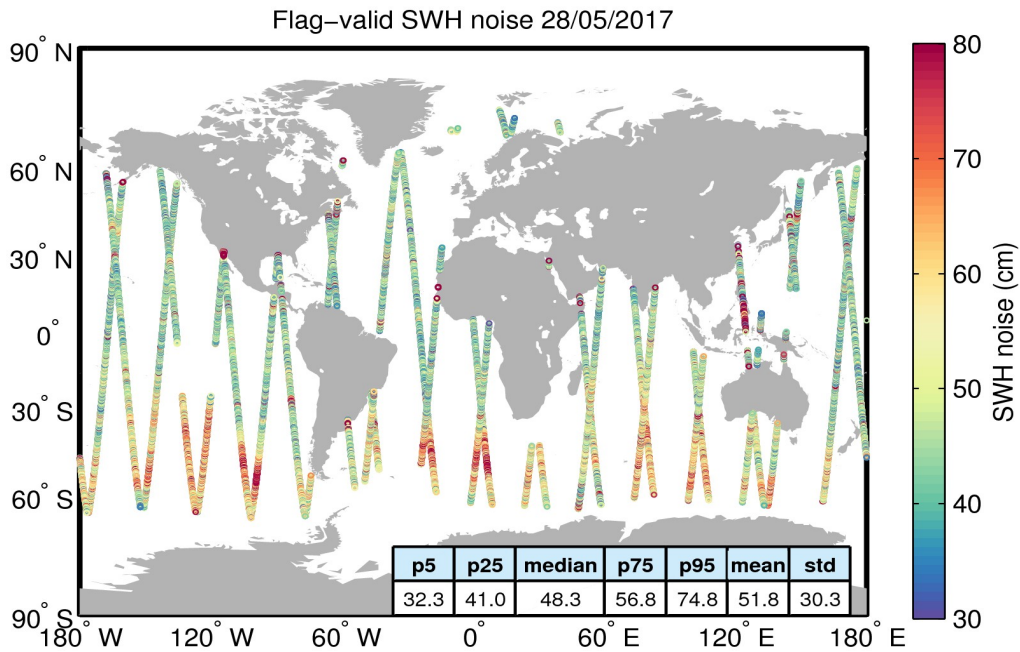 Flag−valid SWH noise 28/05/2017
90° N
60° N
30° N
0°
30° S
60° S
90° S
180° W
120° W
60° W
0°
60° E
120° E
180° E
p5 p25 median p75 p95 mean std
32.3 41.0 48.3 56.8 74.8 51.8 30.3
80
70
60
50
40
30
SWH noise (cm)